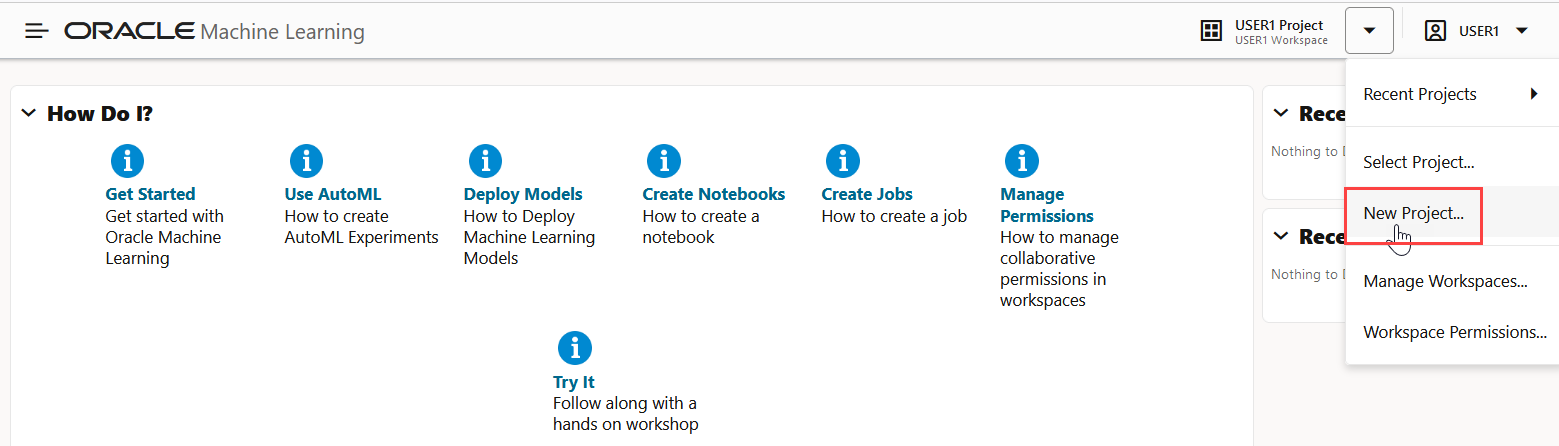 ORACLE Machine Learning
USER1 Project
USER1 Workspace
USER1
How Do I?
Get Started
Get started with
Oracle Machine
Learning
Use AutoML
How to create
AutoML Experiments
Deploy Models
How to Deploy
Machine Learning
Models
Create Notebooks
How to create a
notebook
Create Jobs
How to create a job
Manage
Permissions
How to manage
collaborative
permissions in
workspaces
Try It
Follow along with a
hands on workshop
Rece
Nothing to D
Rece
Nothing to D
Recent Projects
Select Project...
New Project...
Manage Workspaces...
Workspace Permissions...